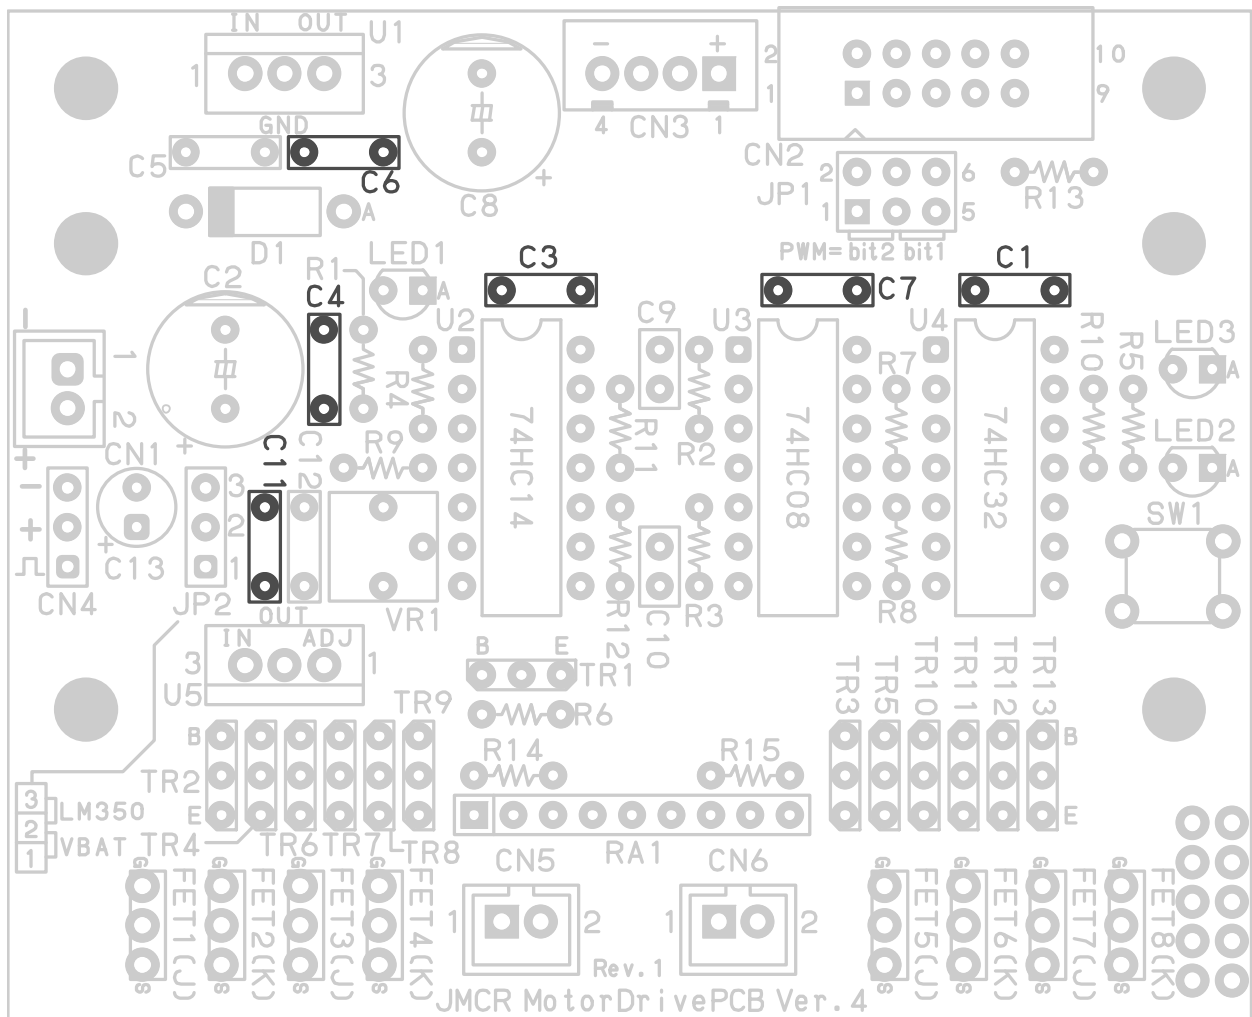 IN OUT U1
1 3
GND
C5 C6
D1 A
C8 +
- +
4 CN3 1
2 10
1 9
CN2
JP1 2 6
1 5
PWM=bit2 bit1
R13
C2 R1 LED1 A
C4 C3 C7 C1
U2 C9 U3 U4
- 1
2
+ CN1
R4 R9
C11 C12
74HC14 R11 R2 74HC08 R7 74HC32 R10 R5
LED3 A
LED2 A
SW1
- + CN4
+ C13
3
2
1 JP2
VR1
R12 C10 R3 R8
OUT
IN ADJ
3 1
U5
B E
TR1
R6
TR9
R14 R15
B
TR2
E
TR4 TR6 TR7 TR8
RA1
TR3 TR5 TR10 TR11 TR12 TR13
B
E
3 LM350
2
1 VBAT
G G G G
FET1(J) FET2(K) FET3(J) FET4(K)
S S S S
CN5 CN6
1 2 1 2
G G G G
FET5(J) FET6(K) FET7(J) FET8(K)
S S S S
Rev.1
JMCR MotorDrivePCB Ver.4